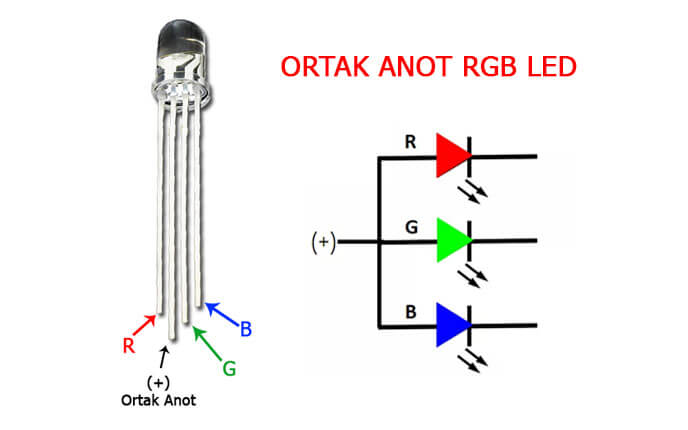 ORTAK ANOT RGB LED
R
G
(+)
B
R
B
G
(+)
Ortak Anot